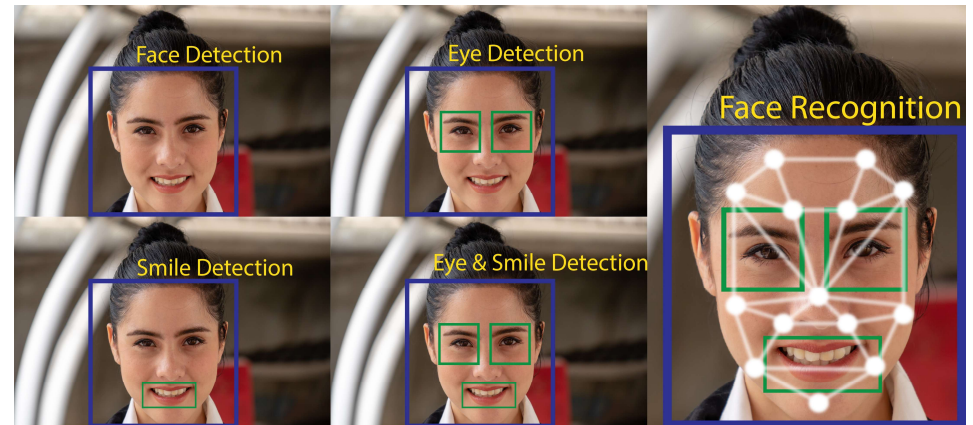 Face Detection
Eye Detection
Smile Detection
Eye & Smile Detection
Face Recognition